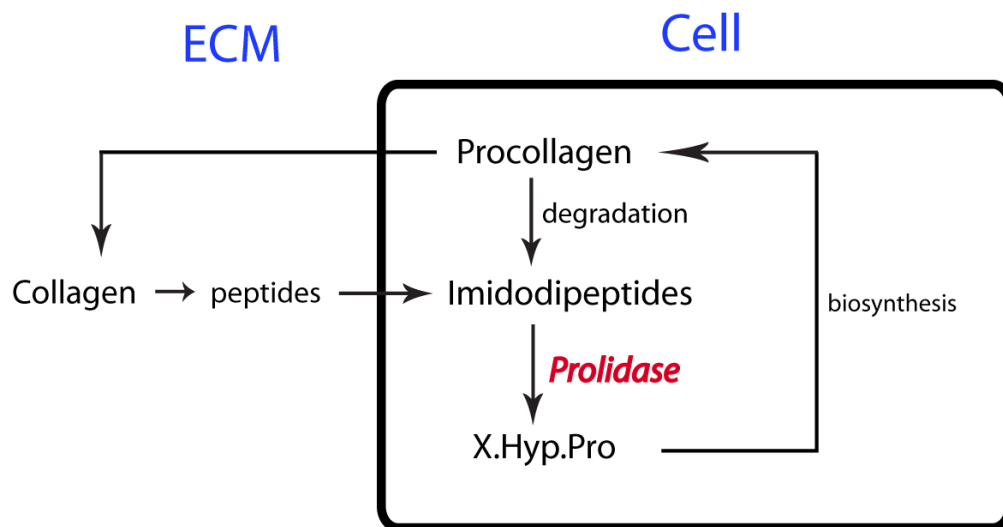 ECM
Cell
Procollagen
degradation
Collagen
peptides
Imidodipeptides
biosynthesis
Prolidase
X.Hyp.Pro